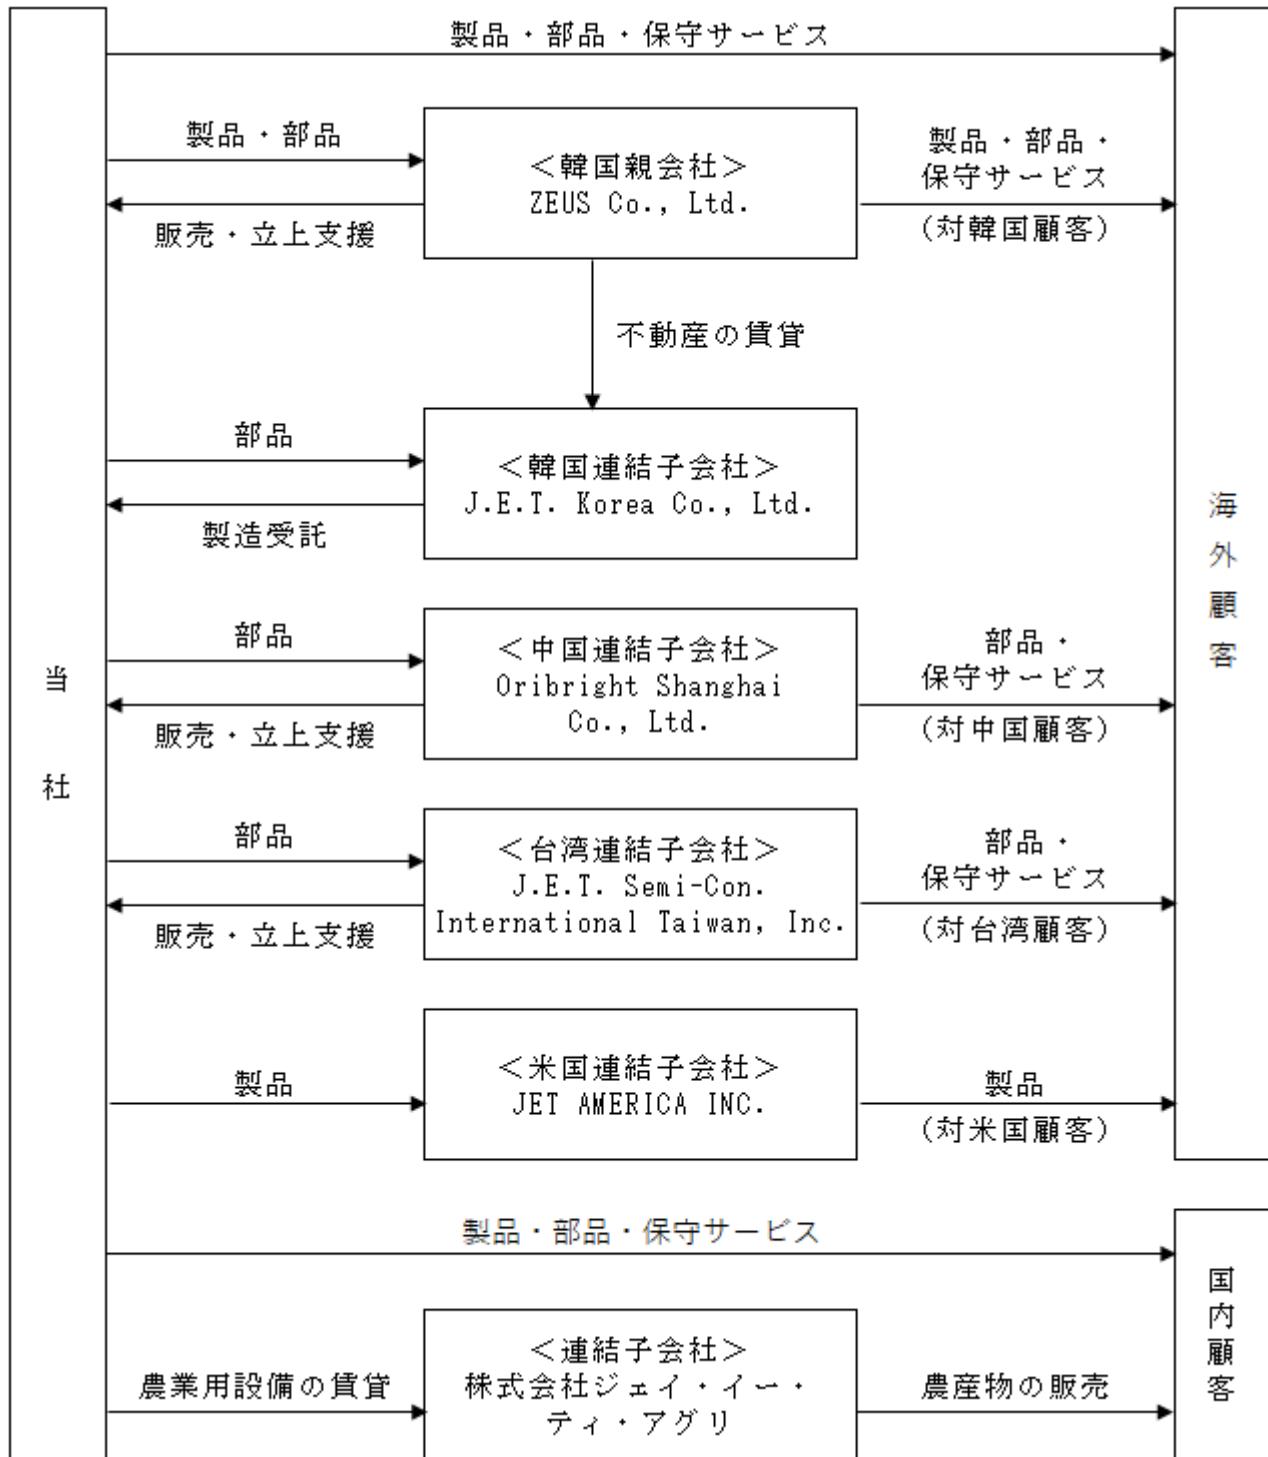 製品・部品・保守サービス
製品・部品
販売・立上支援
＜韓国親会社＞
ZEUS Co., Ltd.
製品・部品・
保守サービス
(対韓国顧客)
不動産の賃貸
部品
製造受託
＜韓国連結子会社＞
J.E.T. Korea Co., Ltd.
部品
販売・立上支援
＜中国連結子会社＞
Oribright Shanghai
Co., Ltd.
部品・
保守サービス
(対中国顧客)
部品
販売・立上支援
＜台湾連結子会社＞
J.E.T. Semi-Con.
International Taiwan, Inc.
部品・
保守サービス
(対台湾顧客)
製品
＜米国連結子会社＞
JET AMERICA INC.
製品
(対米国顧客)
製品・部品・保守サービス
農業用設備の賃貸
＜連結子会社＞
株式会社ジェイ・イー・
ティ・アグリ
農産物の販売
当社
海外顧客
国内顧客